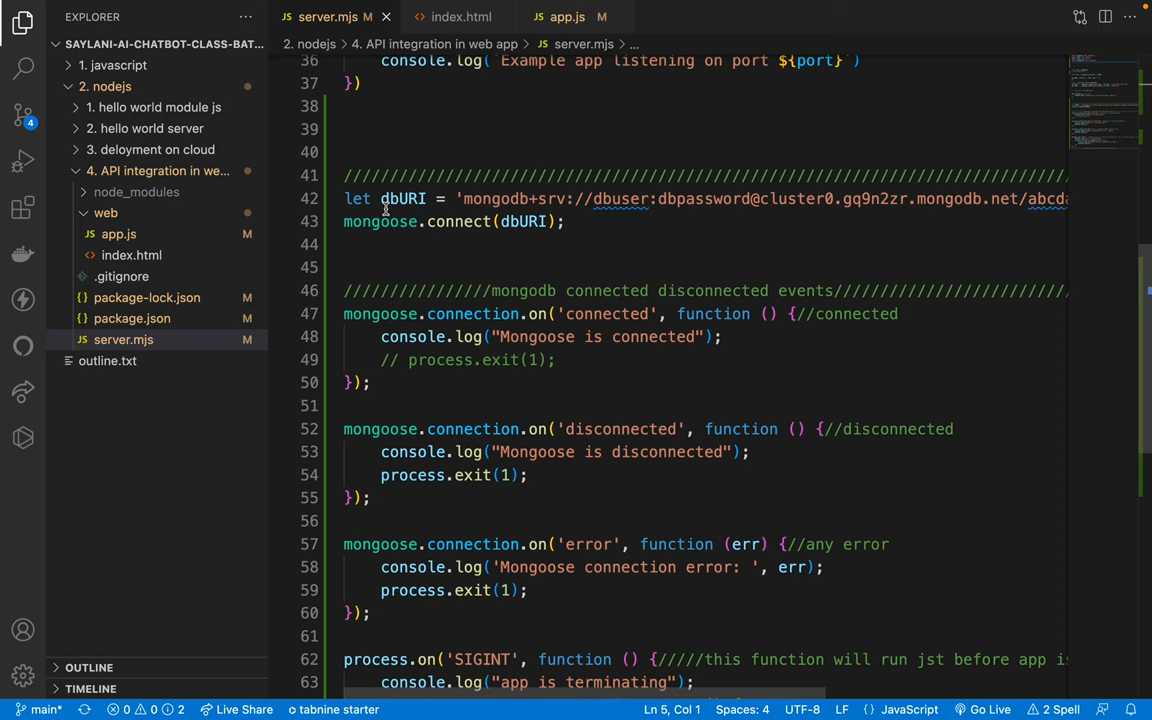 EXPLORER
server.mjs M
index.html
app.js M
SAYLANI-AI-CHATBOT-CLASS-BAT...
2. nodejs > 4. API integration in web app > JS server.mjs > ...
1. javascript
2. nodejs
1. hello world module js
2. hello world server
3. deloyment on cloud
4. API integration in we...
node_modules
web
JS app.js M
<> index.html
.gitignore
{} package-lock.json M
{} package.json M
JS server.mjs M
outline.txt
36 console.log(`Example app listening on port ${port}`)
37 })
38
39
40
41 ////////////////////////////////////////////////////////////////////////////////
42 let dbURI = 'mongodb+srv://dbuser:dbpassword@cluster0.gq9n2zr.mongodb.net/abcda
43 mongoose.connect(dbURI);
44
45
46 ////////////////mongodb connected disconnected events//////////////////////////
47 mongoose.connection.on('connected', function () {//connected
48 console.log("Mongoose is connected");
49 // process.exit(1);
50 });
51
52 mongoose.connection.on('disconnected', function () {//disconnected
53 console.log("Mongoose is disconnected");
54 process.exit(1);
55 });
56
57 mongoose.connection.on('error', function (err) {//any error
58 console.log('Mongoose connection error: ', err);
59 process.exit(1);
60 });
61
62 process.on('SIGINT', function () {/////this function will run jst before app is
63 console.log("app is terminating");
4
OUTLINE
TIMELINE
main* 0 0 2 Live Share tabnine starter Ln 5, Col 1 Spaces: 4 UTF-8 LF {} JavaScript Go Live 2 Spell